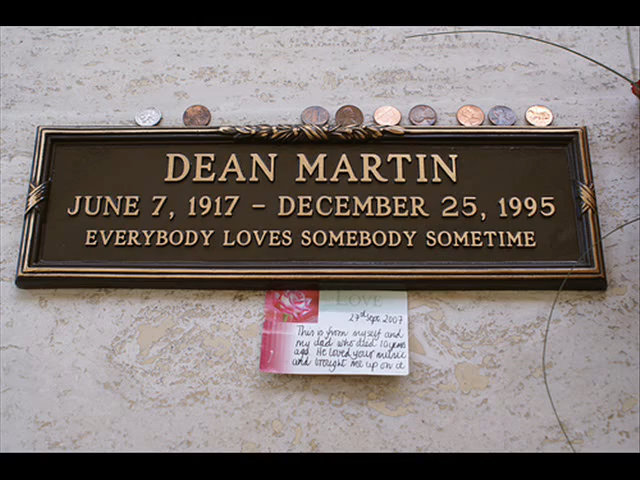 DEAN MARTIN
JUNE 7, 1917 – DECEMBER 25, 1995
EVERYBODY LOVES SOMEBODY SOMETIME
LOVE
27th Sept 2007
This is from myself and
my dad who died 10 years
ago. He loved your music
and brought me up on it